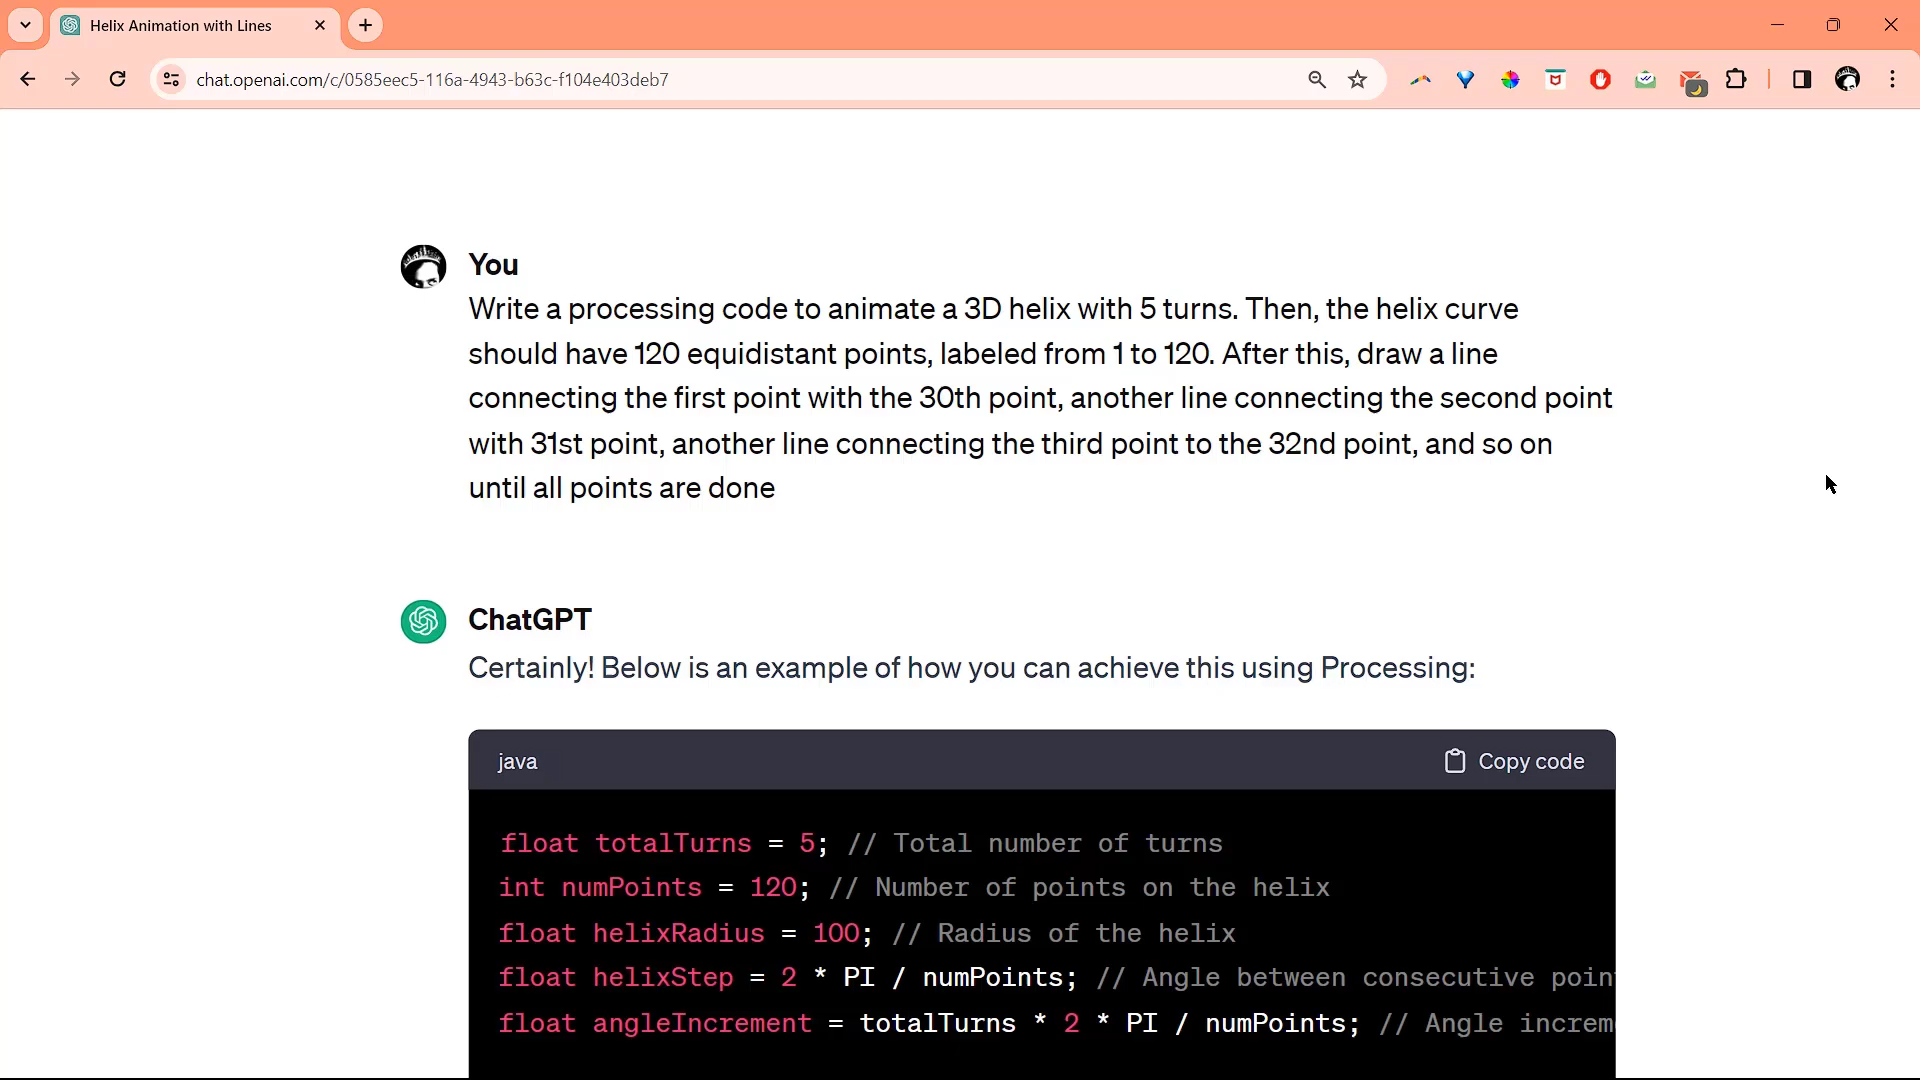 Helix Animation with Lines
chat.openai.com/c/0585eec5-116a-4943-b63c-f104e403deb7
You
Write a processing code to animate a 3D helix with 5 turns. Then, the helix curve
should have 120 equidistant points, labeled from 1 to 120. After this, draw a line
connecting the first point with the 30th point, another line connecting the second point
with 31st point, another line connecting the third point to the 32nd point, and so on
until all points are done
ChatGPT
Certainly! Below is an example of how you can achieve this using Processing:
java
Copy code
float totalTurns = 5; // Total number of turns
int numPoints = 120; // Number of points on the helix
float helixRadius = 100; // Radius of the helix
float helixStep = 2 * PI / numPoints; // Angle between consecutive poin
float angleIncrement = totalTurns * 2 * PI / numPoints; // Angle increm